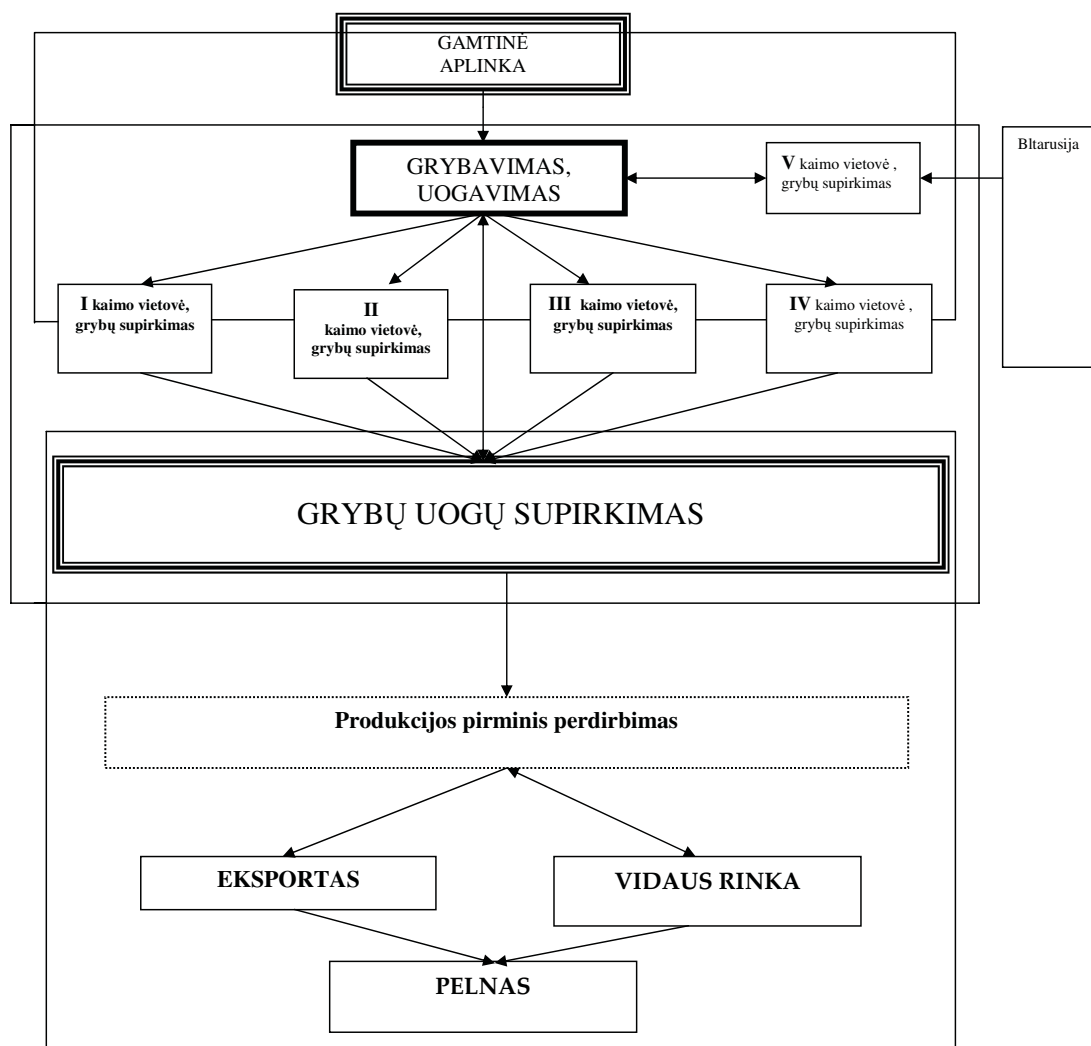 GAMTINĖ
APLINKA
GRYBAVIMAS,
UOGAVIMAS
V kaimo vietovė ,
grybų supirkimas
Bltarusija
I kaimo vietovė,
grybų supirkimas
II
kaimo vietovė,
grybų supirkimas
III kaimo vietovė,
grybų supirkimas
IV kaimo vietovė ,
grybų supirkimas
GRYBŲ UOGŲ SUPIRKIMAS
Produkcijos pirminis perdirbimas
EKSPORTAS
VIDAUS RINKA
PELNAS